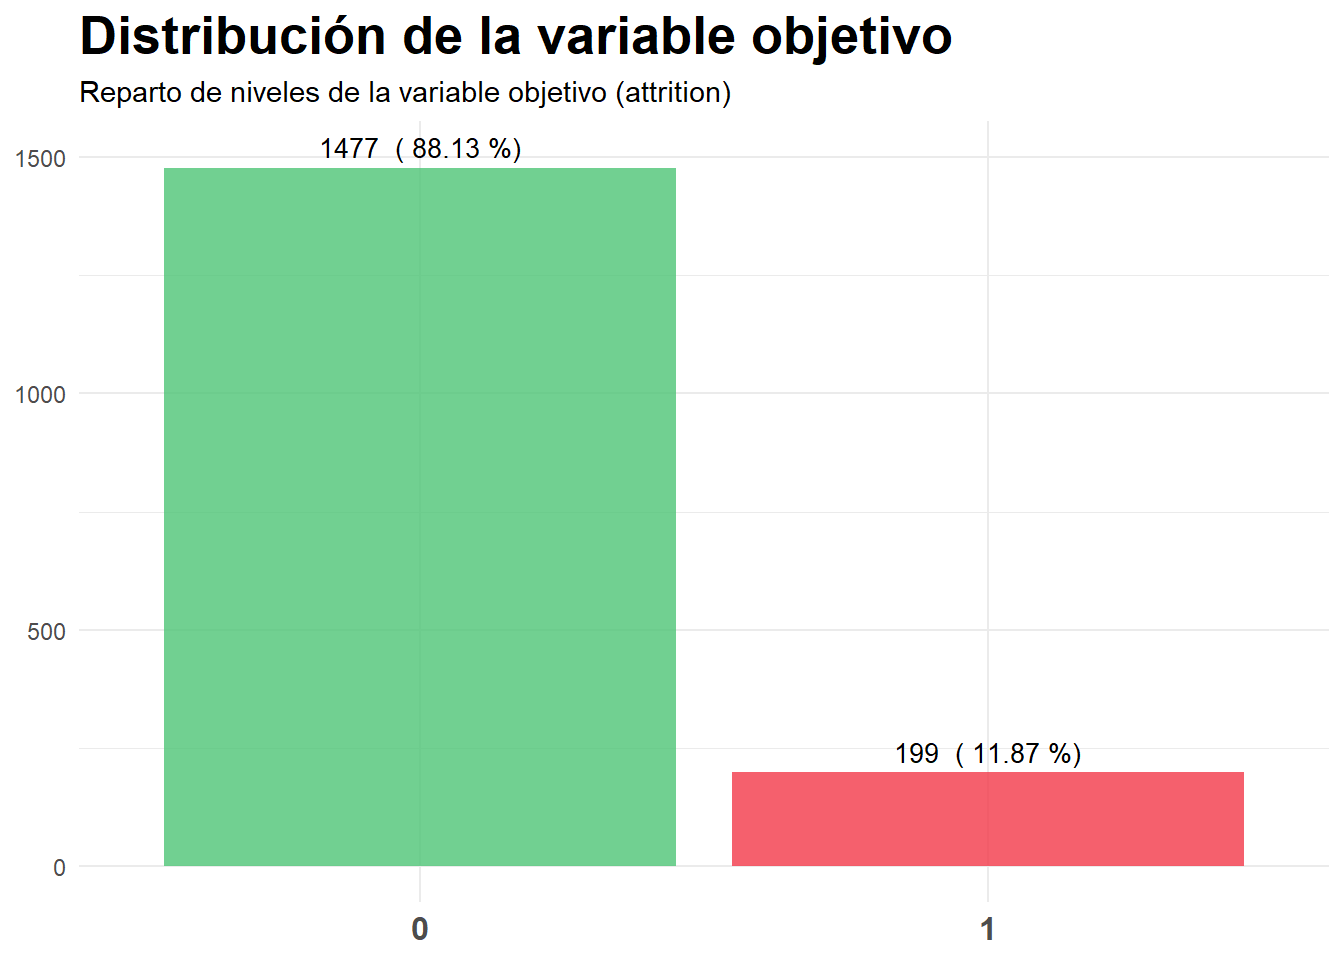 Distribución de la variable objetivo
Reparto de niveles de la variable objetivo (attrition)
1500
1477  ( 88.13 %)
1000
500
199  ( 11.87 %)
0
0
1